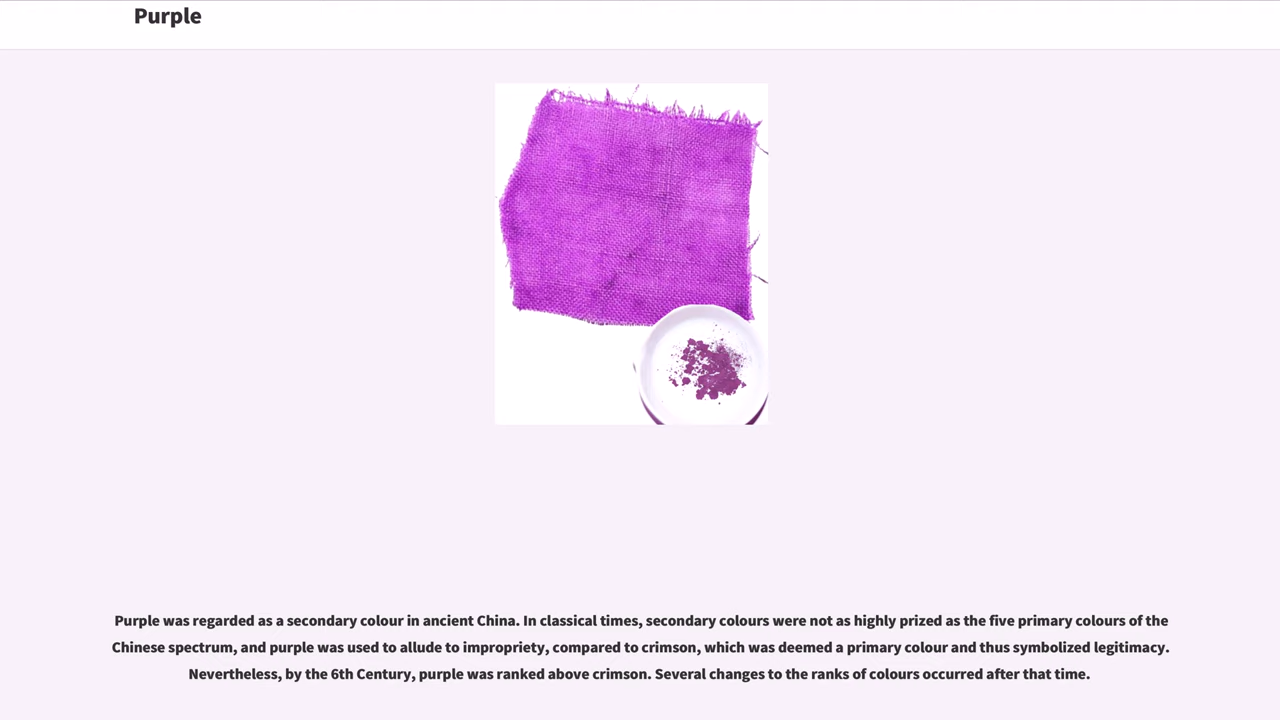 Purple
Purple was regarded as a secondary colour in ancient China. In classical times, secondary colours were not as highly prized as the five primary colours of the
Chinese spectrum, and purple was used to allude to impropriety, compared to crimson, which was deemed a primary colour and thus symbolized legitimacy.
Nevertheless, by the 6th Century, purple was ranked above crimson. Several changes to the ranks of colours occurred after that time.